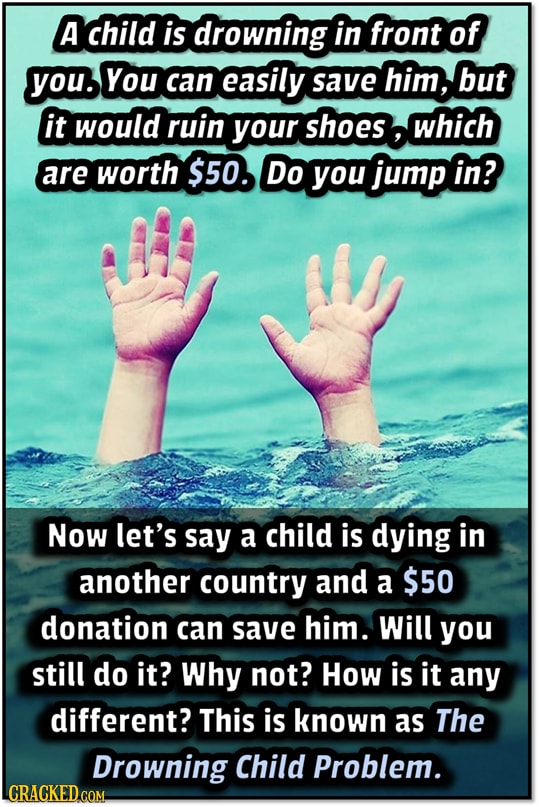 A child is drowning in front of
you. You can easily save him, but
it would ruin your shoes, which
are worth $50. Do you jump in?
Now let's say a child is dying in
another country and a $50
donation can save him. Will you
still do it? Why not? How is it any
different? This is known as The
Drowning Child Problem.
CRACKED.COM